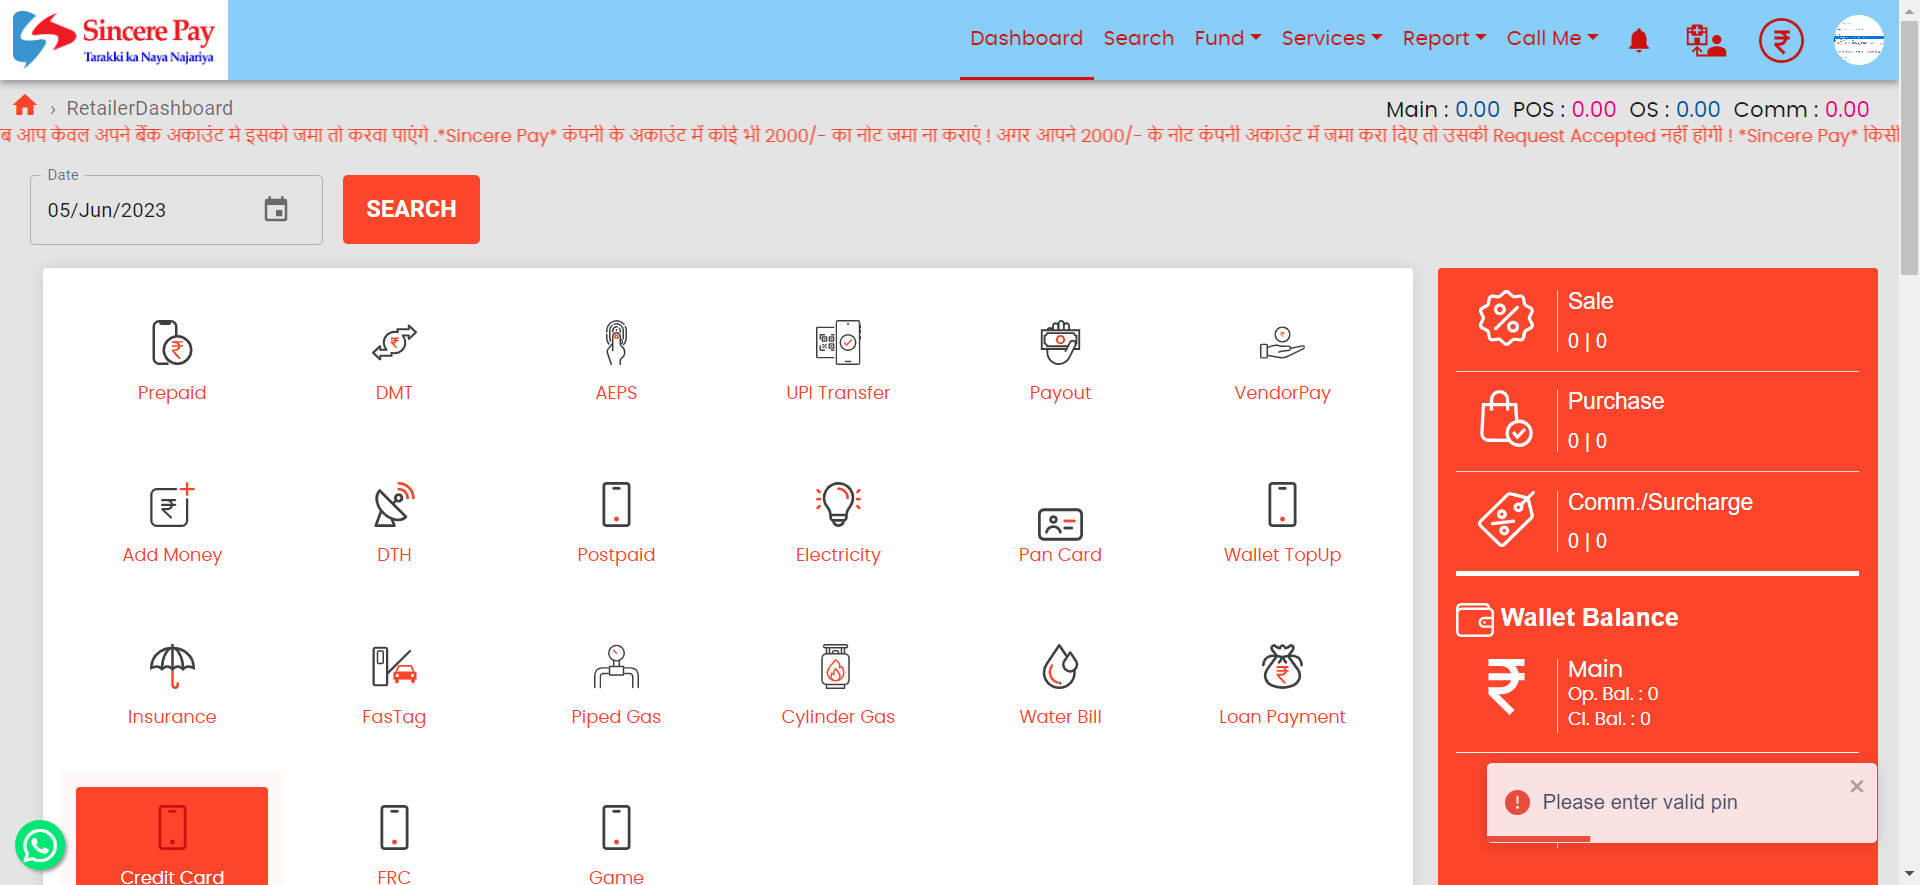 Sincere Pay
Tarakki ka Naya Najariya
Dashboard Search Fund Services Report Call Me
RetailerDashboard
Main : 0.00 POS : 0.00 OS : 0.00 Comm : 0.00
ब आप केवल अपने बेंक अकाउंट मे इसको जमा तो करवा पाएंगे .*Sincere Pay* कंपनी के अकाउंट में कोई भी 2000/- का नोट जमा ना कराएं ! अगर आपने 2000/- के नोट कंपनी अकाउंट में जमा करा दिए तो उसकी Request Accepted नहीं होगी ! *Sincere Pay* किसी
Date
05/Jun/2023
SEARCH
Prepaid DMT AEPS UPI Transfer Payout VendorPay
Add Money DTH Postpaid Electricity Pan Card Wallet TopUp
Insurance FasTag Piped Gas Cylinder Gas Water Bill Loan Payment
Credit Card FRC Game
Sale
0 | 0
Purchase
0 | 0
Comm./Surcharge
0 | 0
Wallet Balance
Main
Op. Bal. : 0
Cl. Bal. : 0
Please enter valid pin